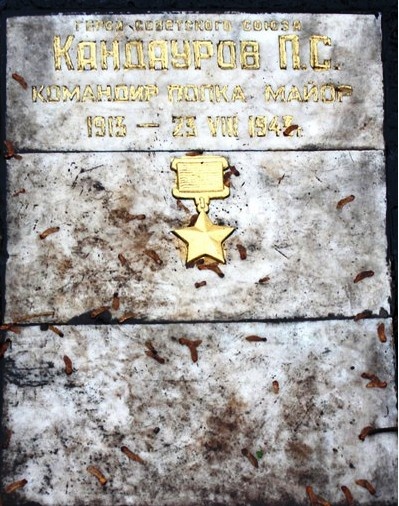 ГЕРОЙ СОВЕТСКОГО СОЮЗА
КАНДАУРОВ П.С.
КОМАНДИР ПОЛКА МАЙОР
1913 — 23 VIII 1943г.